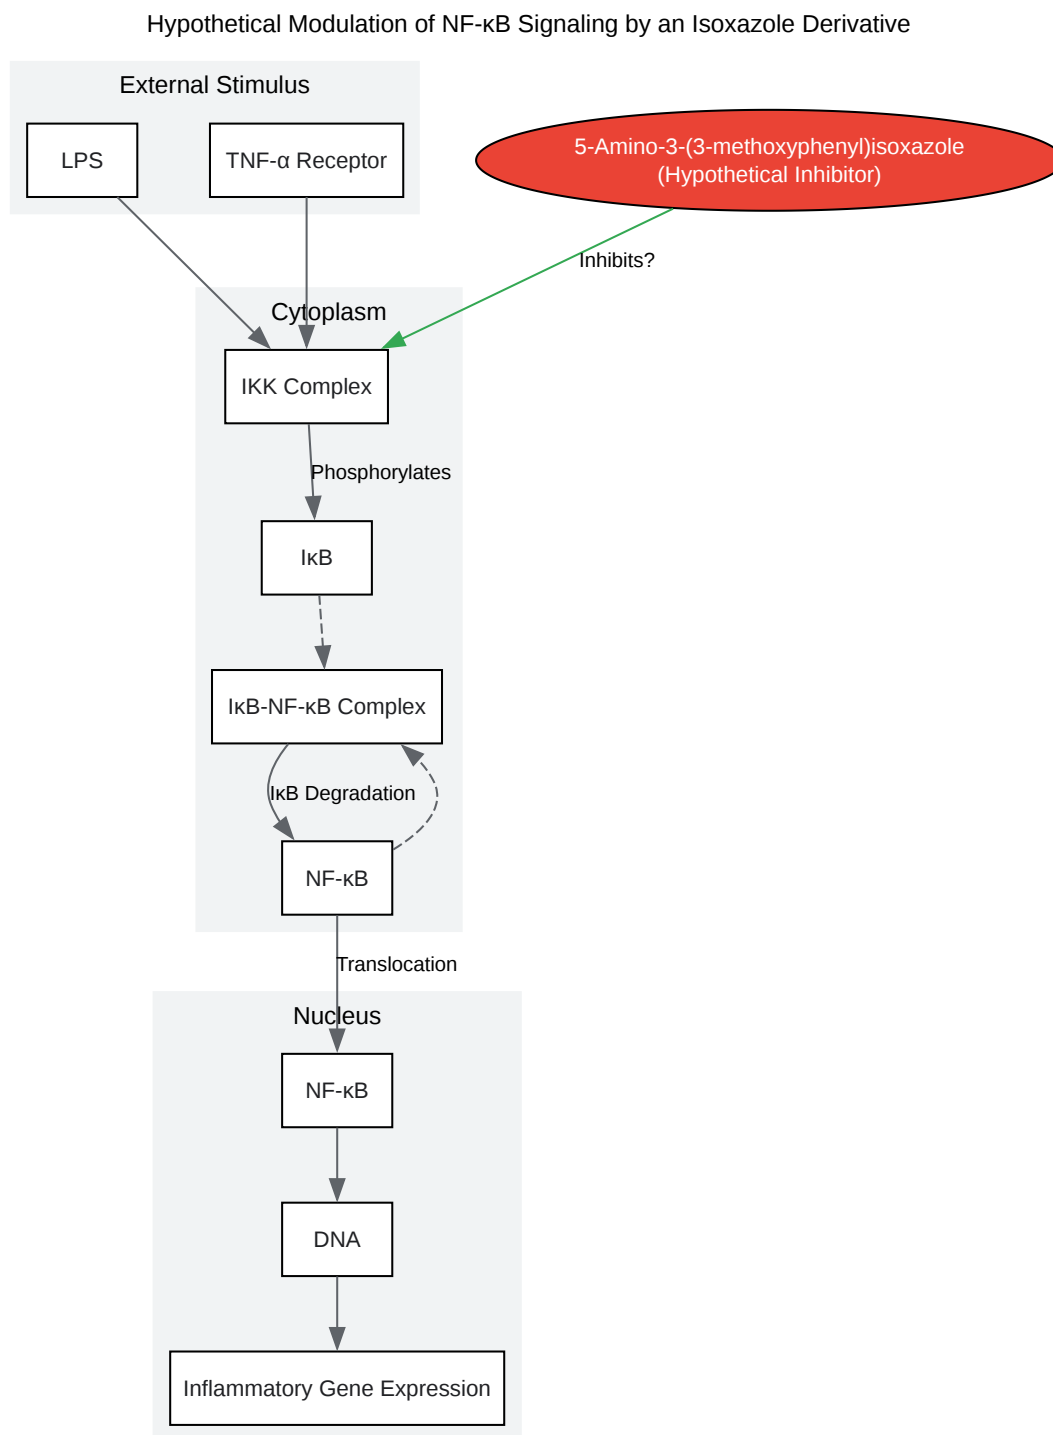 Hypothetical Modulation of NF-κB Signaling by an Isoxazole Derivative
External Stimulus
LPS
TNF-α Receptor
5-Amino-3-(3-methoxyphenyl)isoxazole
(Hypothetical Inhibitor)
Inhibits?
Cytoplasm
IKK Complex
Phosphorylates
IκB
IκB-NF-κB Complex
IκB Degradation
NF-κB
Translocation
Nucleus
NF-κB
DNA
Inflammatory Gene Expression